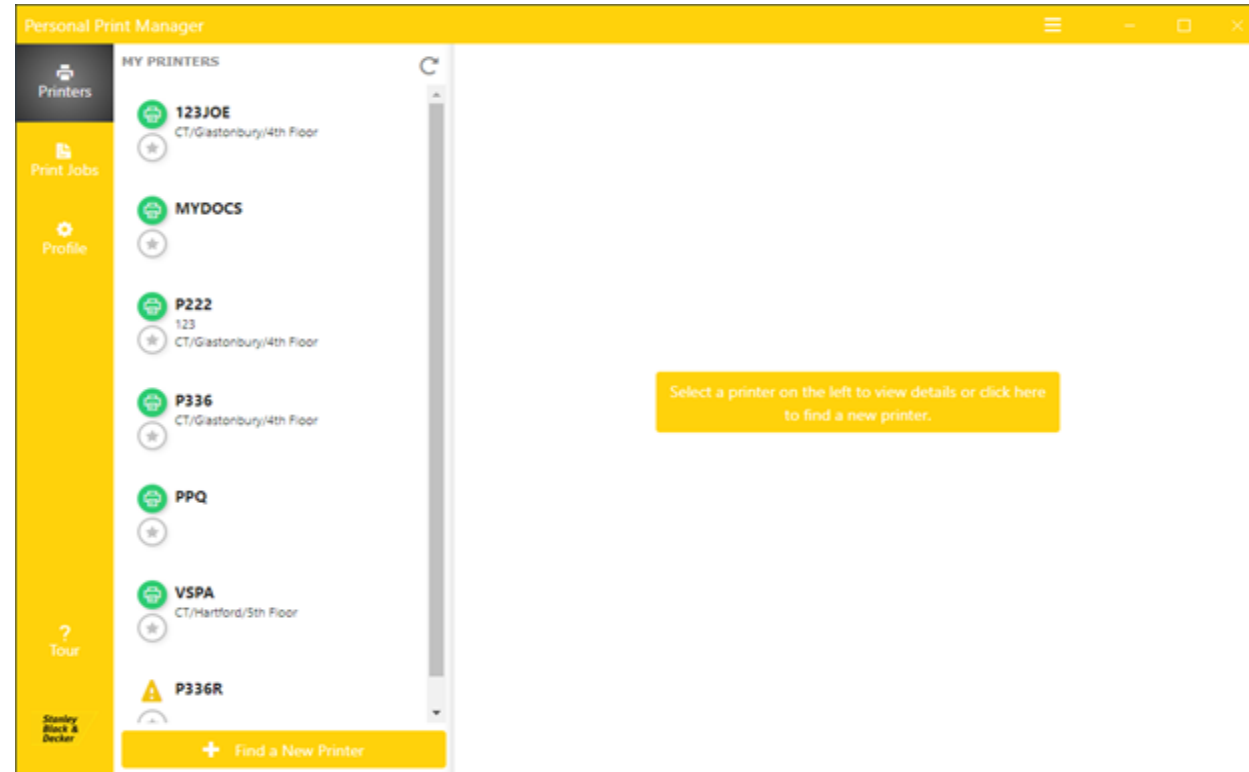 Personal Print Manager
Printers
Print Jobs
Profile
?
Tour
Stanley
Black &
Decker
MY PRINTERS
123JOE
CT/Glastonbury/4th Floor
MYDOCS
P222
123
CT/Glastonbury/4th Floor
P336
CT/Glastonbury/4th Floor
PPQ
VSPA
CT/Hartford/5th Floor
P336R
+ Find a New Printer
Select a printer on the left to view details or click here
to find a new printer.